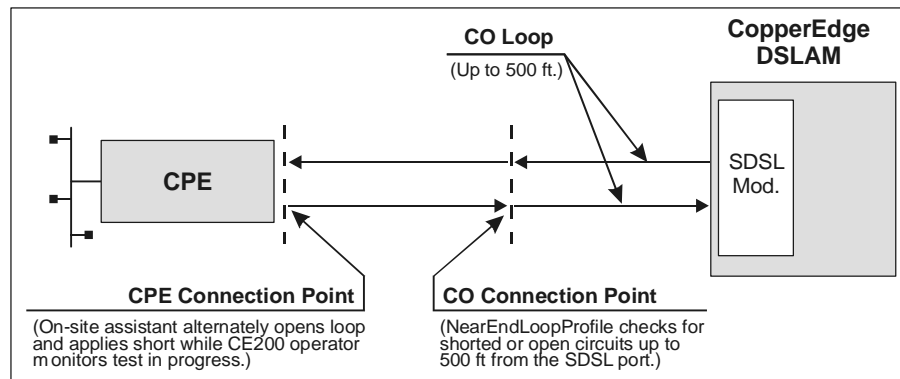 CO Loop
(Up to 500 ft.)
CopperEdge
DSLAM
CPE
SDSL
Mod.
CPE Connection Point
(On-site assistant alternately opens loop
and applies short while CE200 operator
monitors test in progress.)
CO Connection Point
(NearEndLoopProfile checks for
shorted or open circuits up to
500 ft from the SDSL port.)